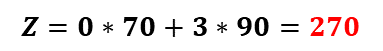 Z = 0 * 70 + 3 * 90 = 270